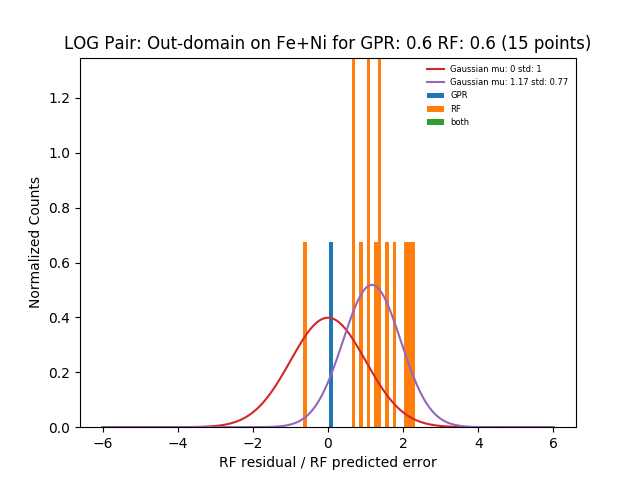 LOG Pair: Out-domain on Fe+Ni for GPR: 0.6 RF: 0.6 (15 points)
Gaussian mu: 0 std: 1
Gaussian mu: 1.17 std: 0.77
GPR
RF
both
1.2
1.0
0.8
0.6
0.4
0.2
0.0
Normalized Counts
−6 −4 −2 0 2 4 6
RF residual / RF predicted error